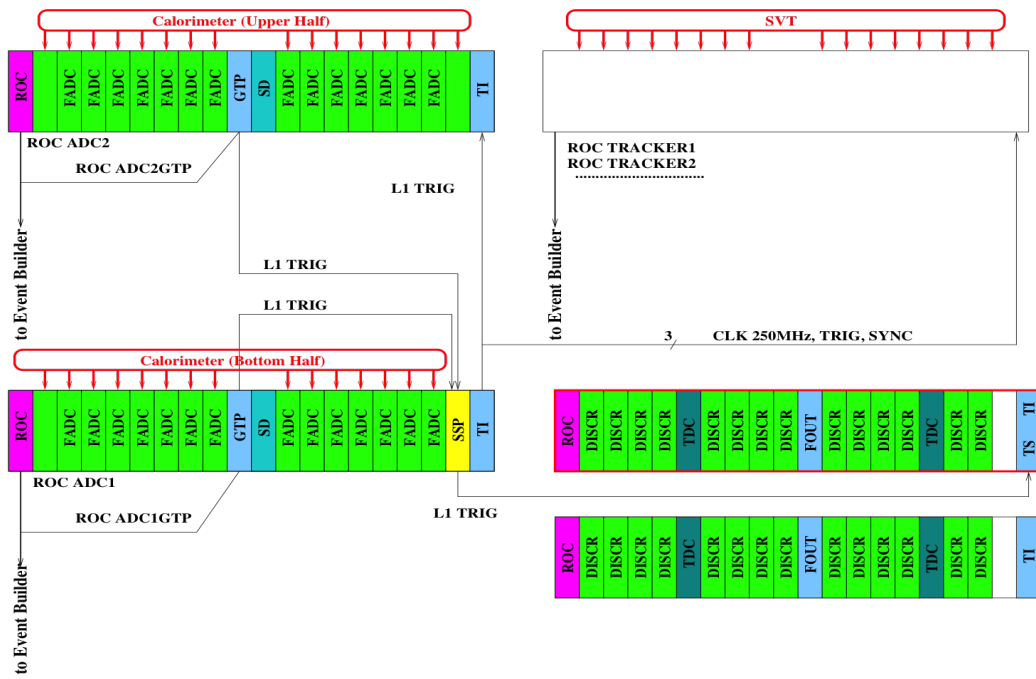 Calorimeter (Upper Half)
SVT
ROC FADC FADC FADC FADC FADC FADC FADC GTP SD FADC FADC FADC FADC FADC FADC FADC TI
ROC ADC2
ROC ADC2GTP
ROC TRACKER1
ROC TRACKER2
L1 TRIG
to Event Builder
to Event Builder
L1 TRIG
L1 TRIG
3 CLK 250MHz, TRIG, SYNC
Calorimeter (Bottom Half)
ROC FADC FADC FADC FADC FADC FADC FADC GTP SD FADC FADC FADC FADC FADC FADC FADC SSP TI
ROC DISCR DISCR DISCR DISCR TDC DISCR DISCR DISCR DISCR FOUT DISCR DISCR DISCR DISCR TDC DISCR DISCR TS TI
ROC ADC1
ROC ADC1GTP
L1 TRIG
ROC DISCR DISCR DISCR DISCR TDC DISCR DISCR DISCR DISCR FOUT DISCR DISCR DISCR DISCR TDC DISCR DISCR TI
to Event Builder